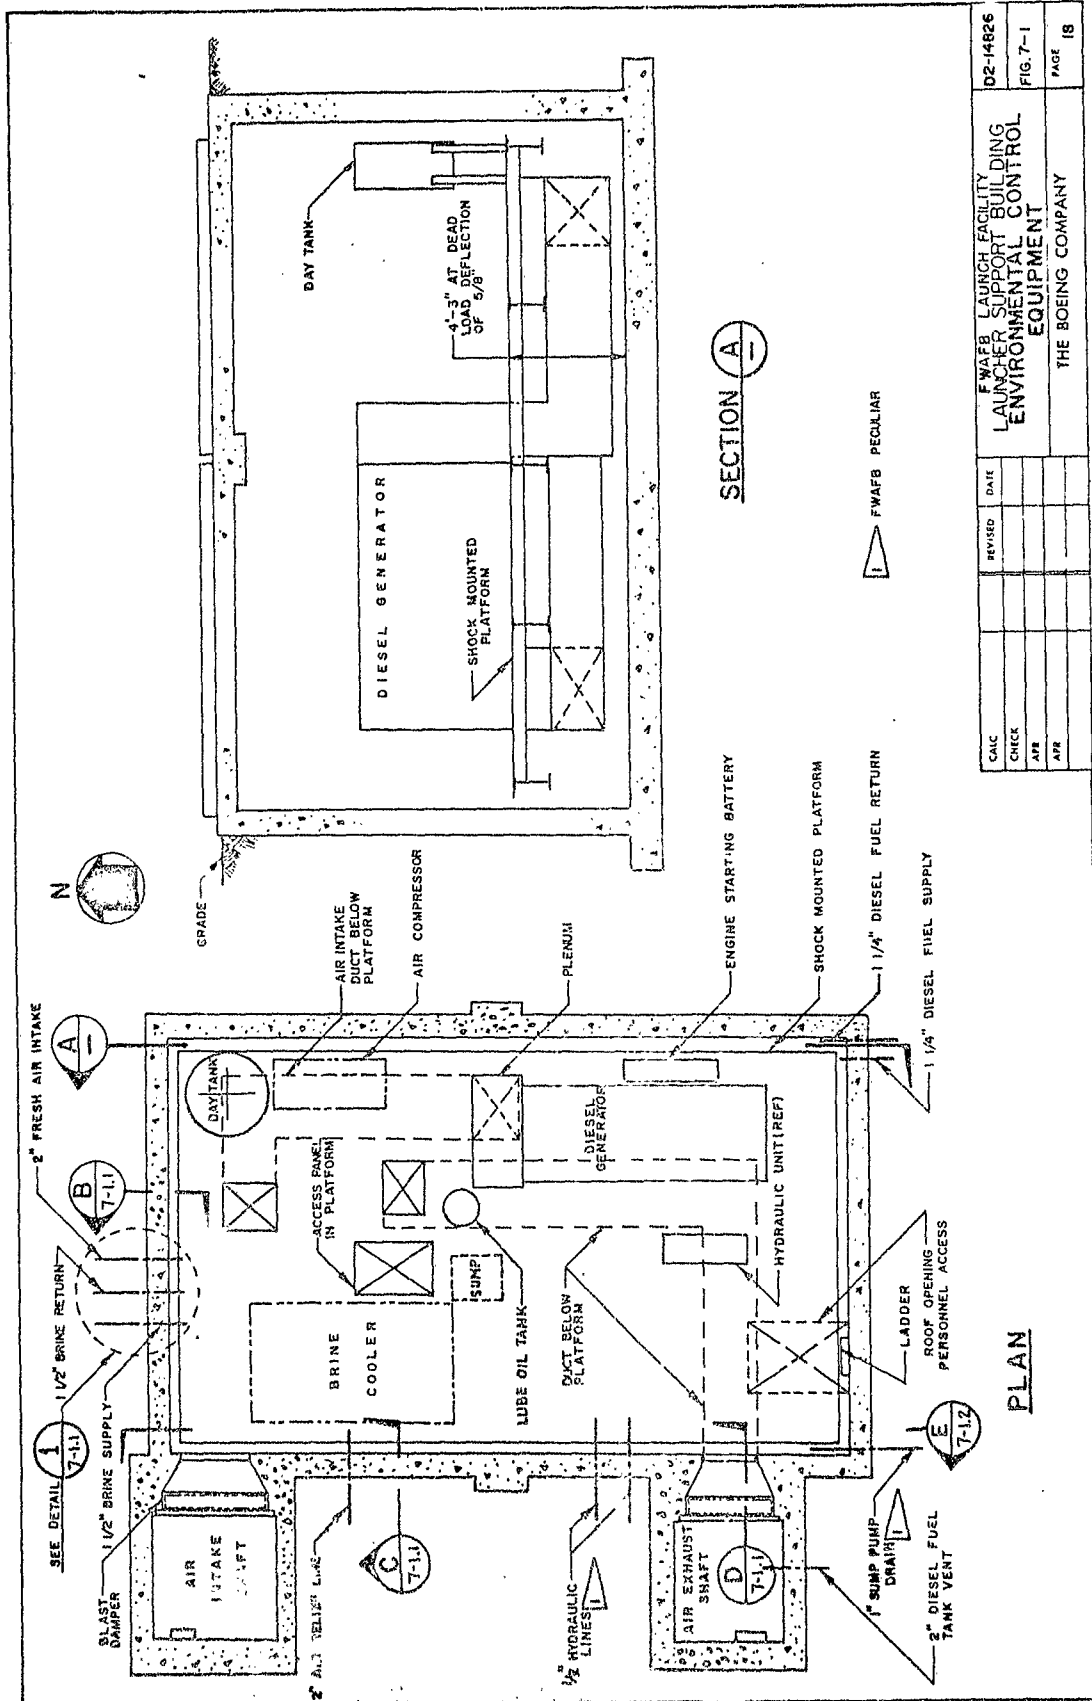 SEE DETAIL
1
7-1.1
1 1/2" BRINE RETURN
2" FRESH AIR INTAKE
1 1/2" BRINE SUPPLY
B
7-1.1
A
N
BLAST
DAMPER
AIR
INTAKE
GRADE
DAY TANK
AIR INTAKE
DUCT BELOW
PLATFORM
AIR COMPRESSOR
ACCESS PANEL
IN PLATFORM
BRINE
COOLER
SUMP
LUBE OIL TANK
PLENUM
LINE
C
7-1.1
DUCT BELOW
PLATFORM
DIESEL
GENERATOR
ENGINE STARTING BATTERY
1/2" HYDRAULIC
LINES
1
HYDRAULIC UNIT(REF)
SHOCK MOUNTED PLATFORM
AIR EXHAUST
SHAFT
D
7-1.1
1 1/4" DIESEL FUEL RETURN
1 1/4" DIESEL FUEL SUPPLY
LADDER
ROOF OPENING
PERSONNEL ACCESS
1" SUMP PUMP
DRAIN
1
E
7-1.2
2" DIESEL FUEL
TANK VENT
PLAN
DAY TANK
DIESEL GENERATOR
4'-3" AT DEAD
LOAD DEFLECTION
OF 5/8"
SHOCK MOUNTED
PLATFORM
SECTION A
1 FWAFB PECULIAR
CALC
CHECK
APR
APR
REVISED DATE
FWAFB LAUNCH FACILITY
LAUNCHER SUPPORT BUILDING
ENVIRONMENTAL CONTROL
EQUIPMENT
THE BOEING COMPANY
D2-14826
FIG. 7-1
PAGE 18